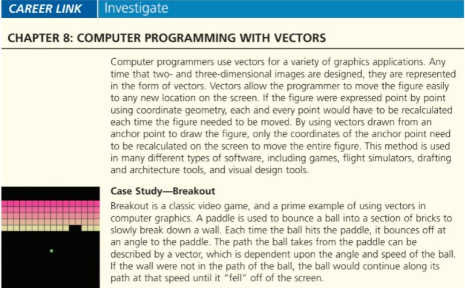 CAREER LINK Investigate
CHAPTER 8: COMPUTER PROGRAMMING WITH VECTORS
Computer programmers use vectors for a variety of graphics applications. Any
time that two- and three-dimensional images are designed, they are represented
in the form of vectors. Vectors allow the programmer to move the figure easily
to any new location on the screen. If the figure were expressed point by point
using coordinate geometry, each and every point would have to be recalculated
each time the figure needed to be moved. By using vectors drawn from an
anchor point to draw the figure, only the coordinates of the anchor point need
to be recalculated on the screen to move the entire figure. This method is used
in many different types of software, including games, flight simulators, drafting
and architecture tools, and visual design tools.
Case Study—Breakout
Breakout is a classic video game, and a prime example of using vectors in
computer graphics. A paddle is used to bounce a ball into a section of bricks to
slowly break down a wall. Each time the ball hits the paddle, it bounces off at
an angle to the paddle. The path the ball takes from the paddle can be
described by a vector, which is dependent upon the angle and speed of the ball.
If the wall were not in the path of the ball, the ball would continue along its
path at that speed until it “fell” off of the screen.